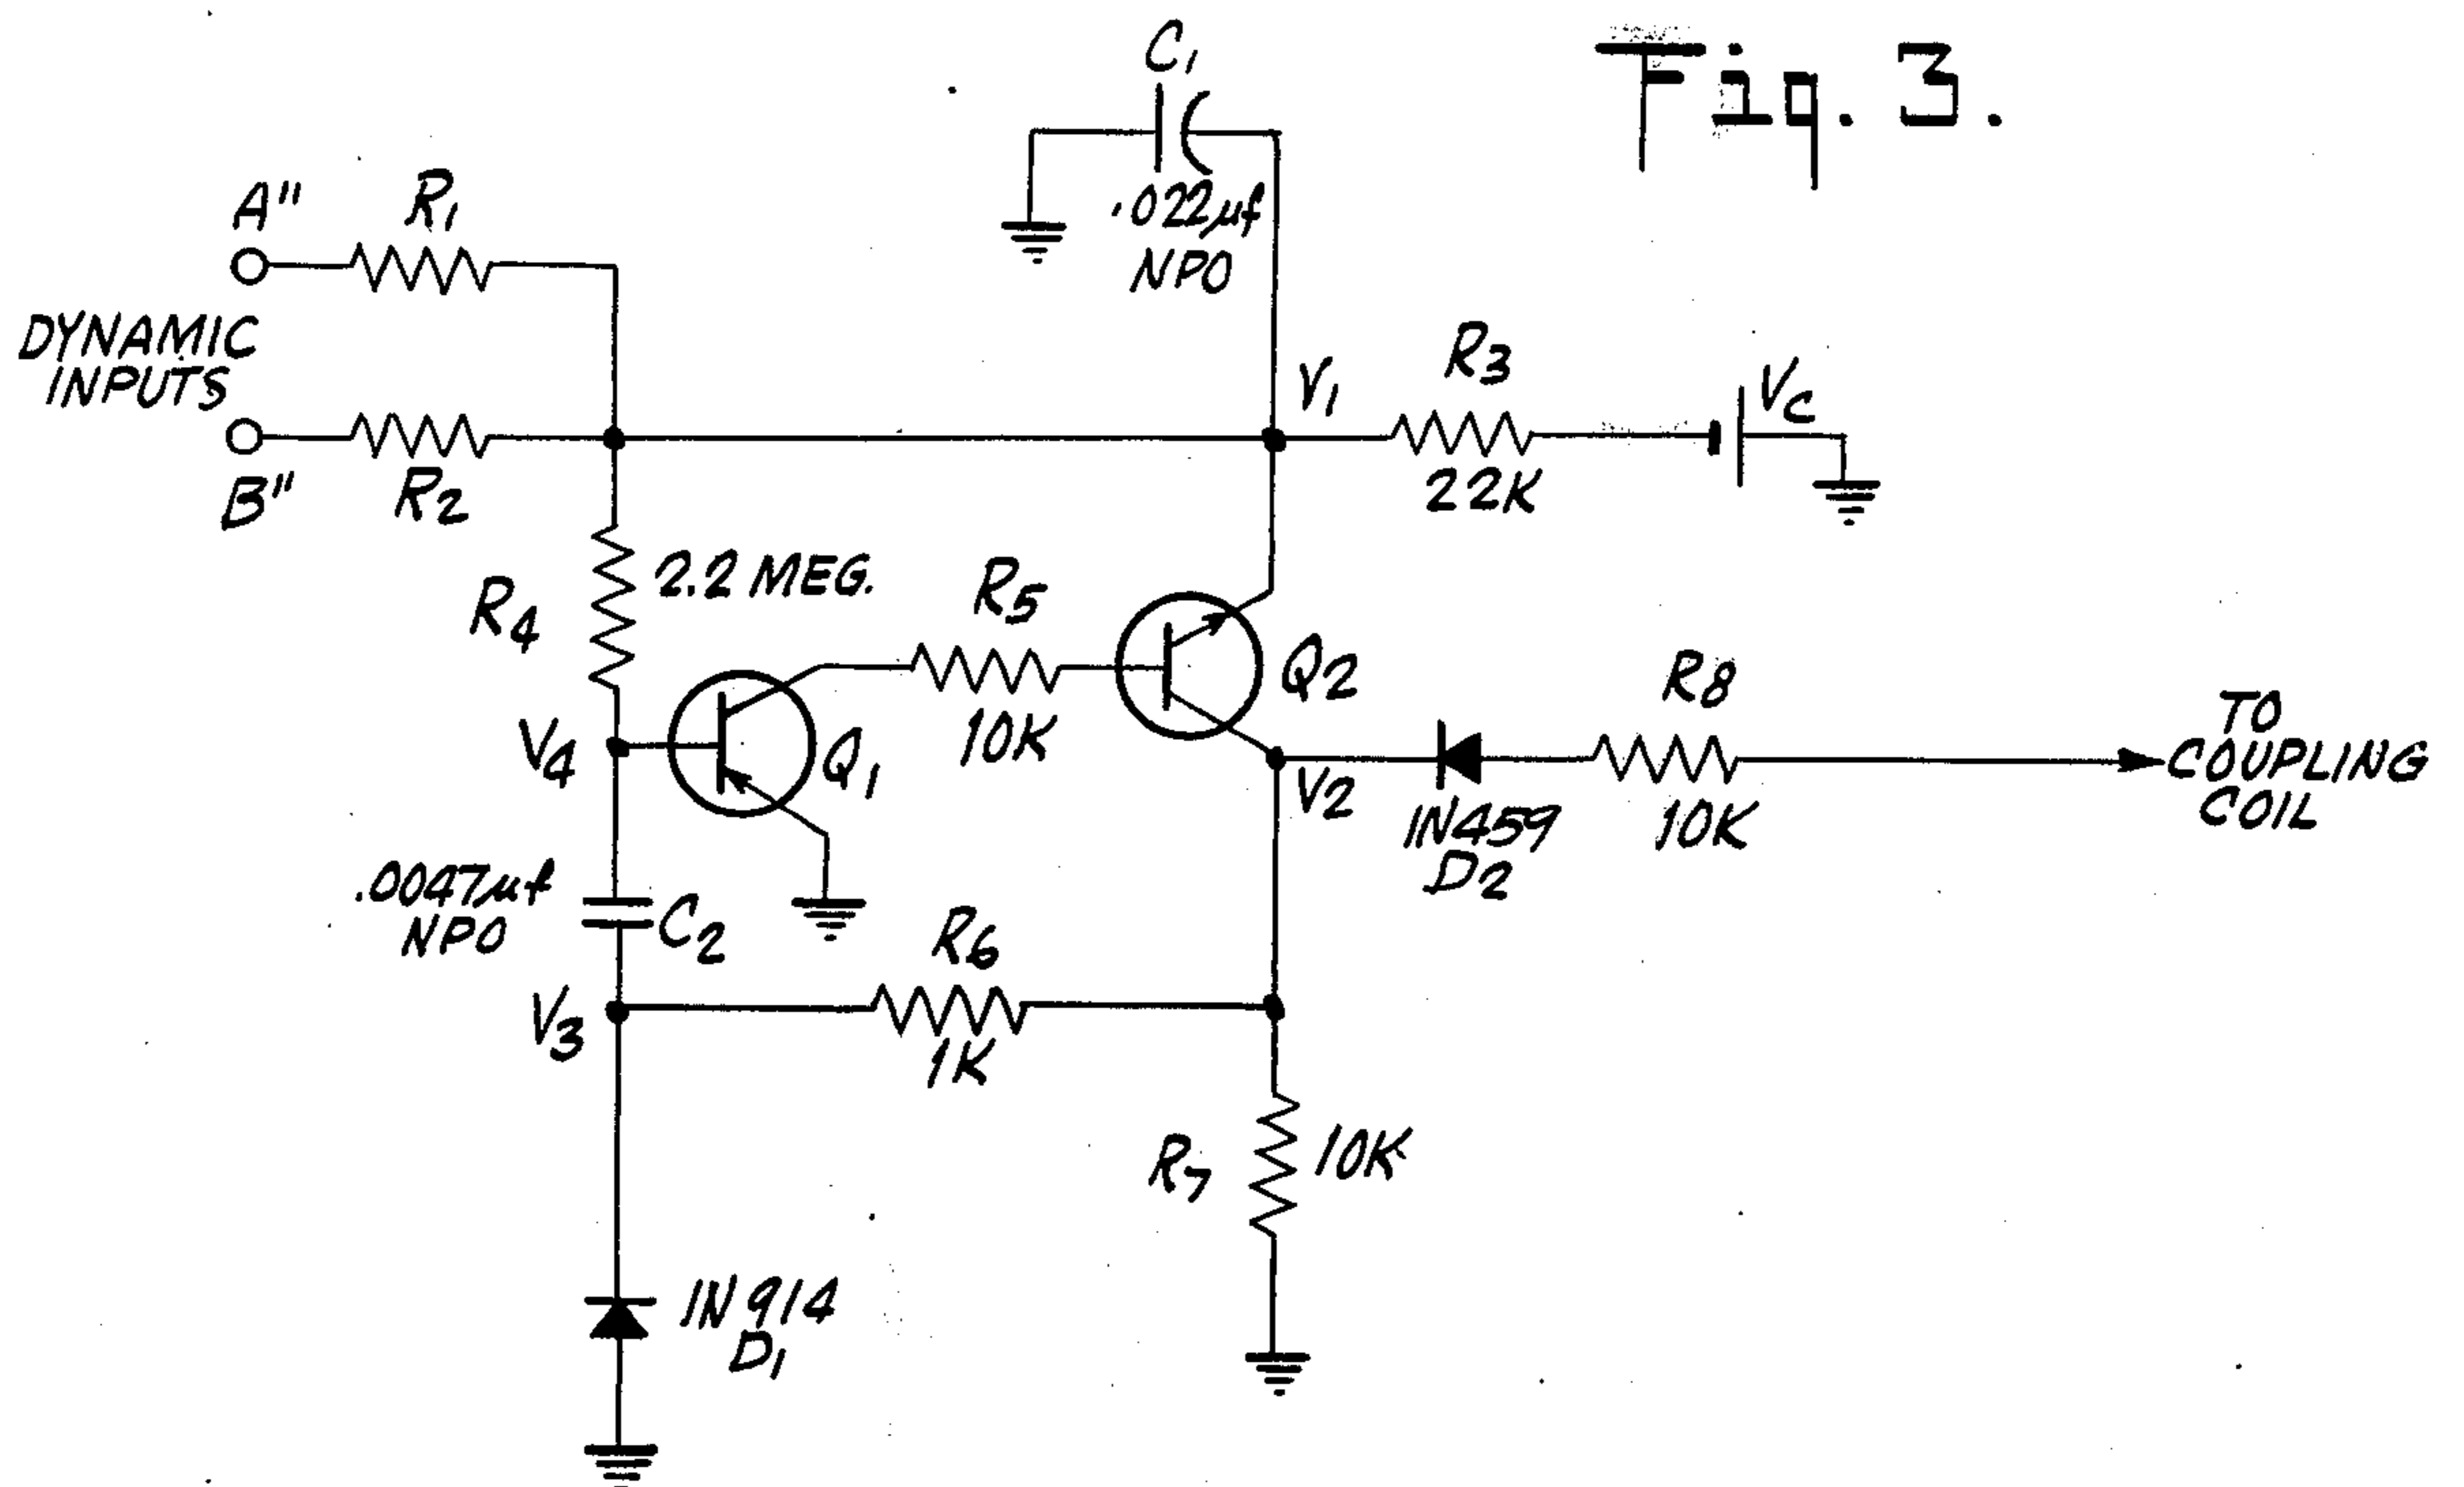 Fig. 3.
C1
.022µf
NPO
A"
R1
DYNAMIC
INPUTS
B"
R2
V1
R3
22K
Vc
R4
2.2 MEG.
R5
10K
Q2
V4
Q1
R8
10K
TO
COUPLING
COIL
V2
IN459
D2
.0047µf
NPO
C2
R6
1K
V3
R7
10K
IN914
D1